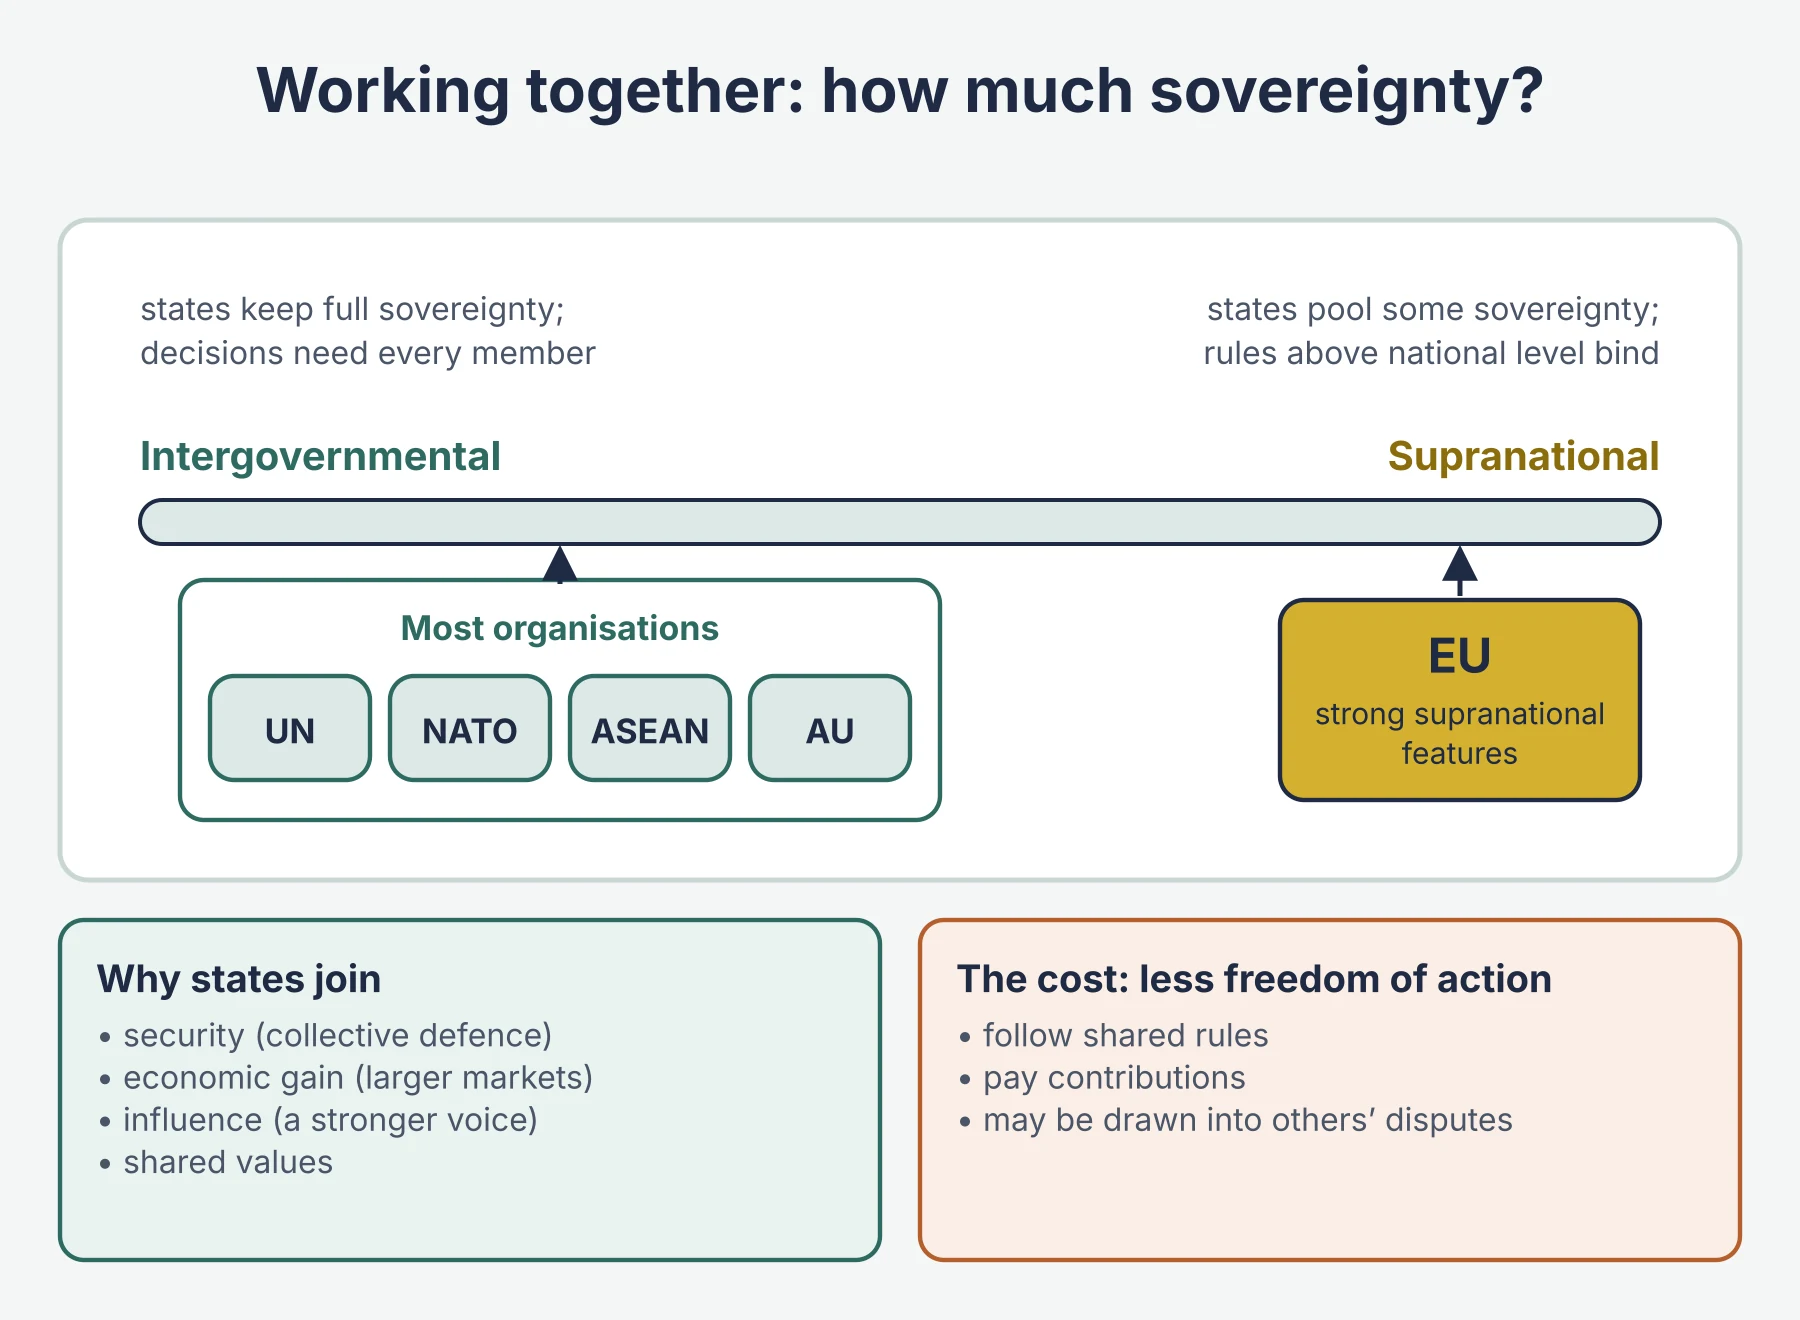 Working together: how much sovereignty?
states keep full sovereignty;
decisions need every member
states pool some sovereignty;
rules above national level bind
Intergovernmental
Supranational
Most organisations
UN
NATO
ASEAN
AU
EU
strong supranational
features
Why states join
• security (collective defence)
• economic gain (larger markets)
• influence (a stronger voice)
• shared values
The cost: less freedom of action
• follow shared rules
• pay contributions
• may be drawn into others’ disputes